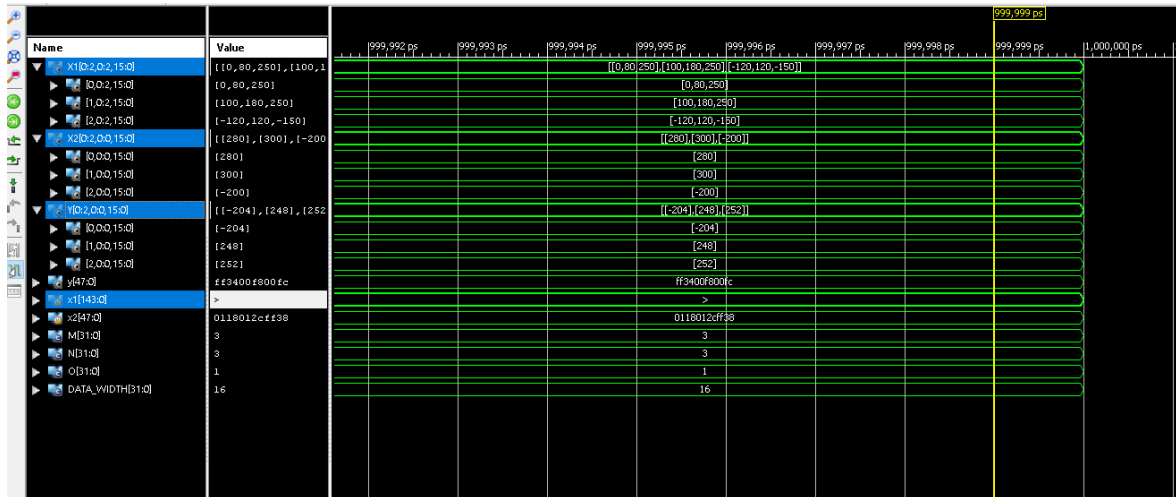 999,999 ps
Name Value 999,992 ps 999,993 ps 999,994 ps 999,995 ps 999,996 ps 999,997 ps 999,998 ps 999,999 ps 1,000,000 ps
X1[0:2,0:2,15:0] [[0,80,250],[100,1 [[0,80,250],[100,180,250],[-120,120,-150]]
[0,0:2,15:0] [0,80,250] [0,80,250]
[1,0:2,15:0] [100,180,250] [100,180,250]
[2,0:2,15:0] [-120,120,-150] [-120,120,-150]
X2[0:2,0:0,15:0] [[280],[300],[-200 [[280],[300],[-200]]
[0,0:0,15:0] [280] [280]
[1,0:0,15:0] [300] [300]
[2,0:0,15:0] [-200] [-200]
Y[0:2,0:0,15:0] [[-204],[248],[252 [[-204],[248],[252]]
[0,0:0,15:0] [-204] [-204]
[1,0:0,15:0] [248] [248]
[2,0:0,15:0] [252] [252]
y[47:0] ff3400f800fc ff3400f800fc
x1[143:0] > >
x2[47:0] 0118012cff38 0118012cff38
M[31:0] 3 3
N[31:0] 3 3
O[31:0] 1 1
DATA_WIDTH[31:0] 16 16